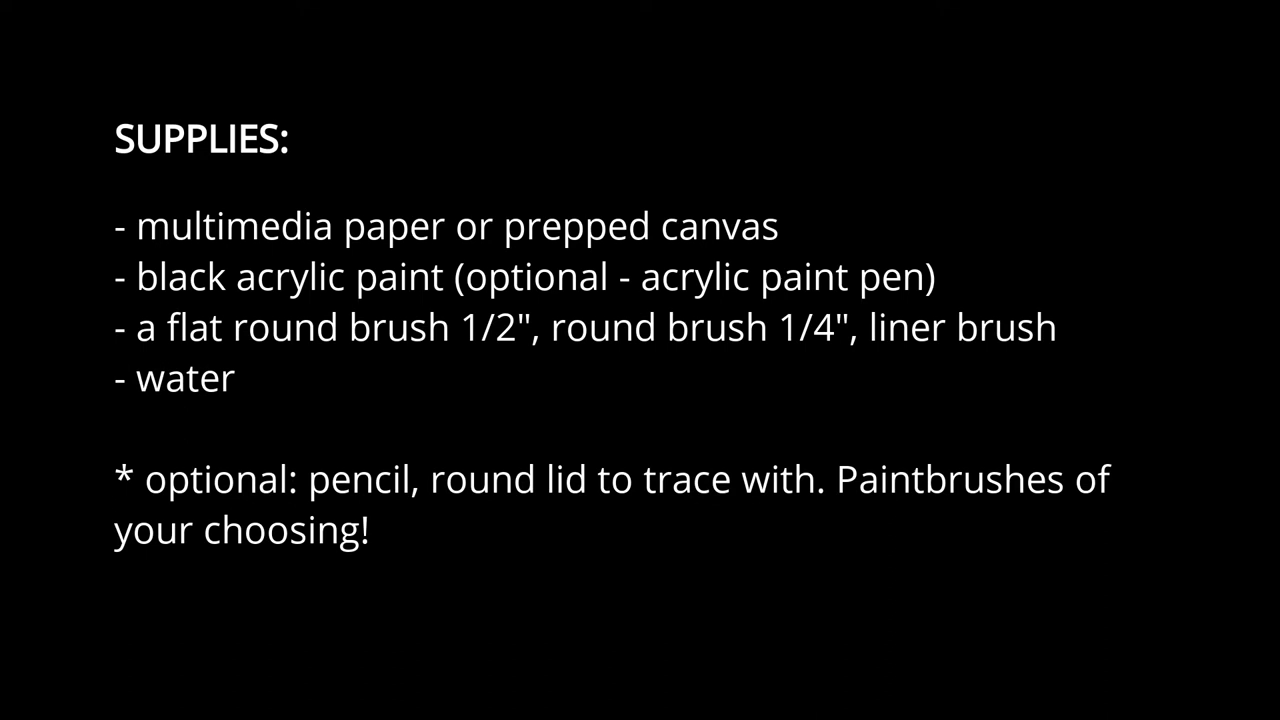 SUPPLIES:
- multimedia paper or prepped canvas
- black acrylic paint (optional - acrylic paint pen)
- a flat round brush 1/2", round brush 1/4", liner brush
- water
* optional: pencil, round lid to trace with. Paintbrushes of
your choosing!